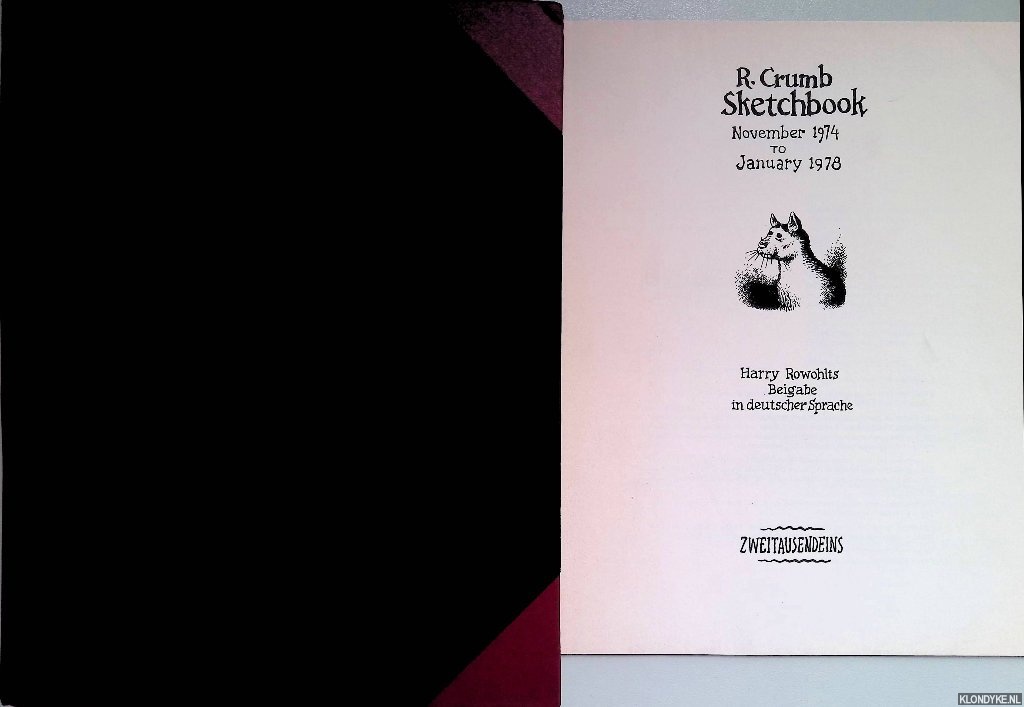 R. Crumb
Sketchbook
November 1974
TO
January 1978
Harry Rowohlts
Beigabe
in deutscher Sprache
ZWEITAUSENDEINS
KLONDYKE.NL